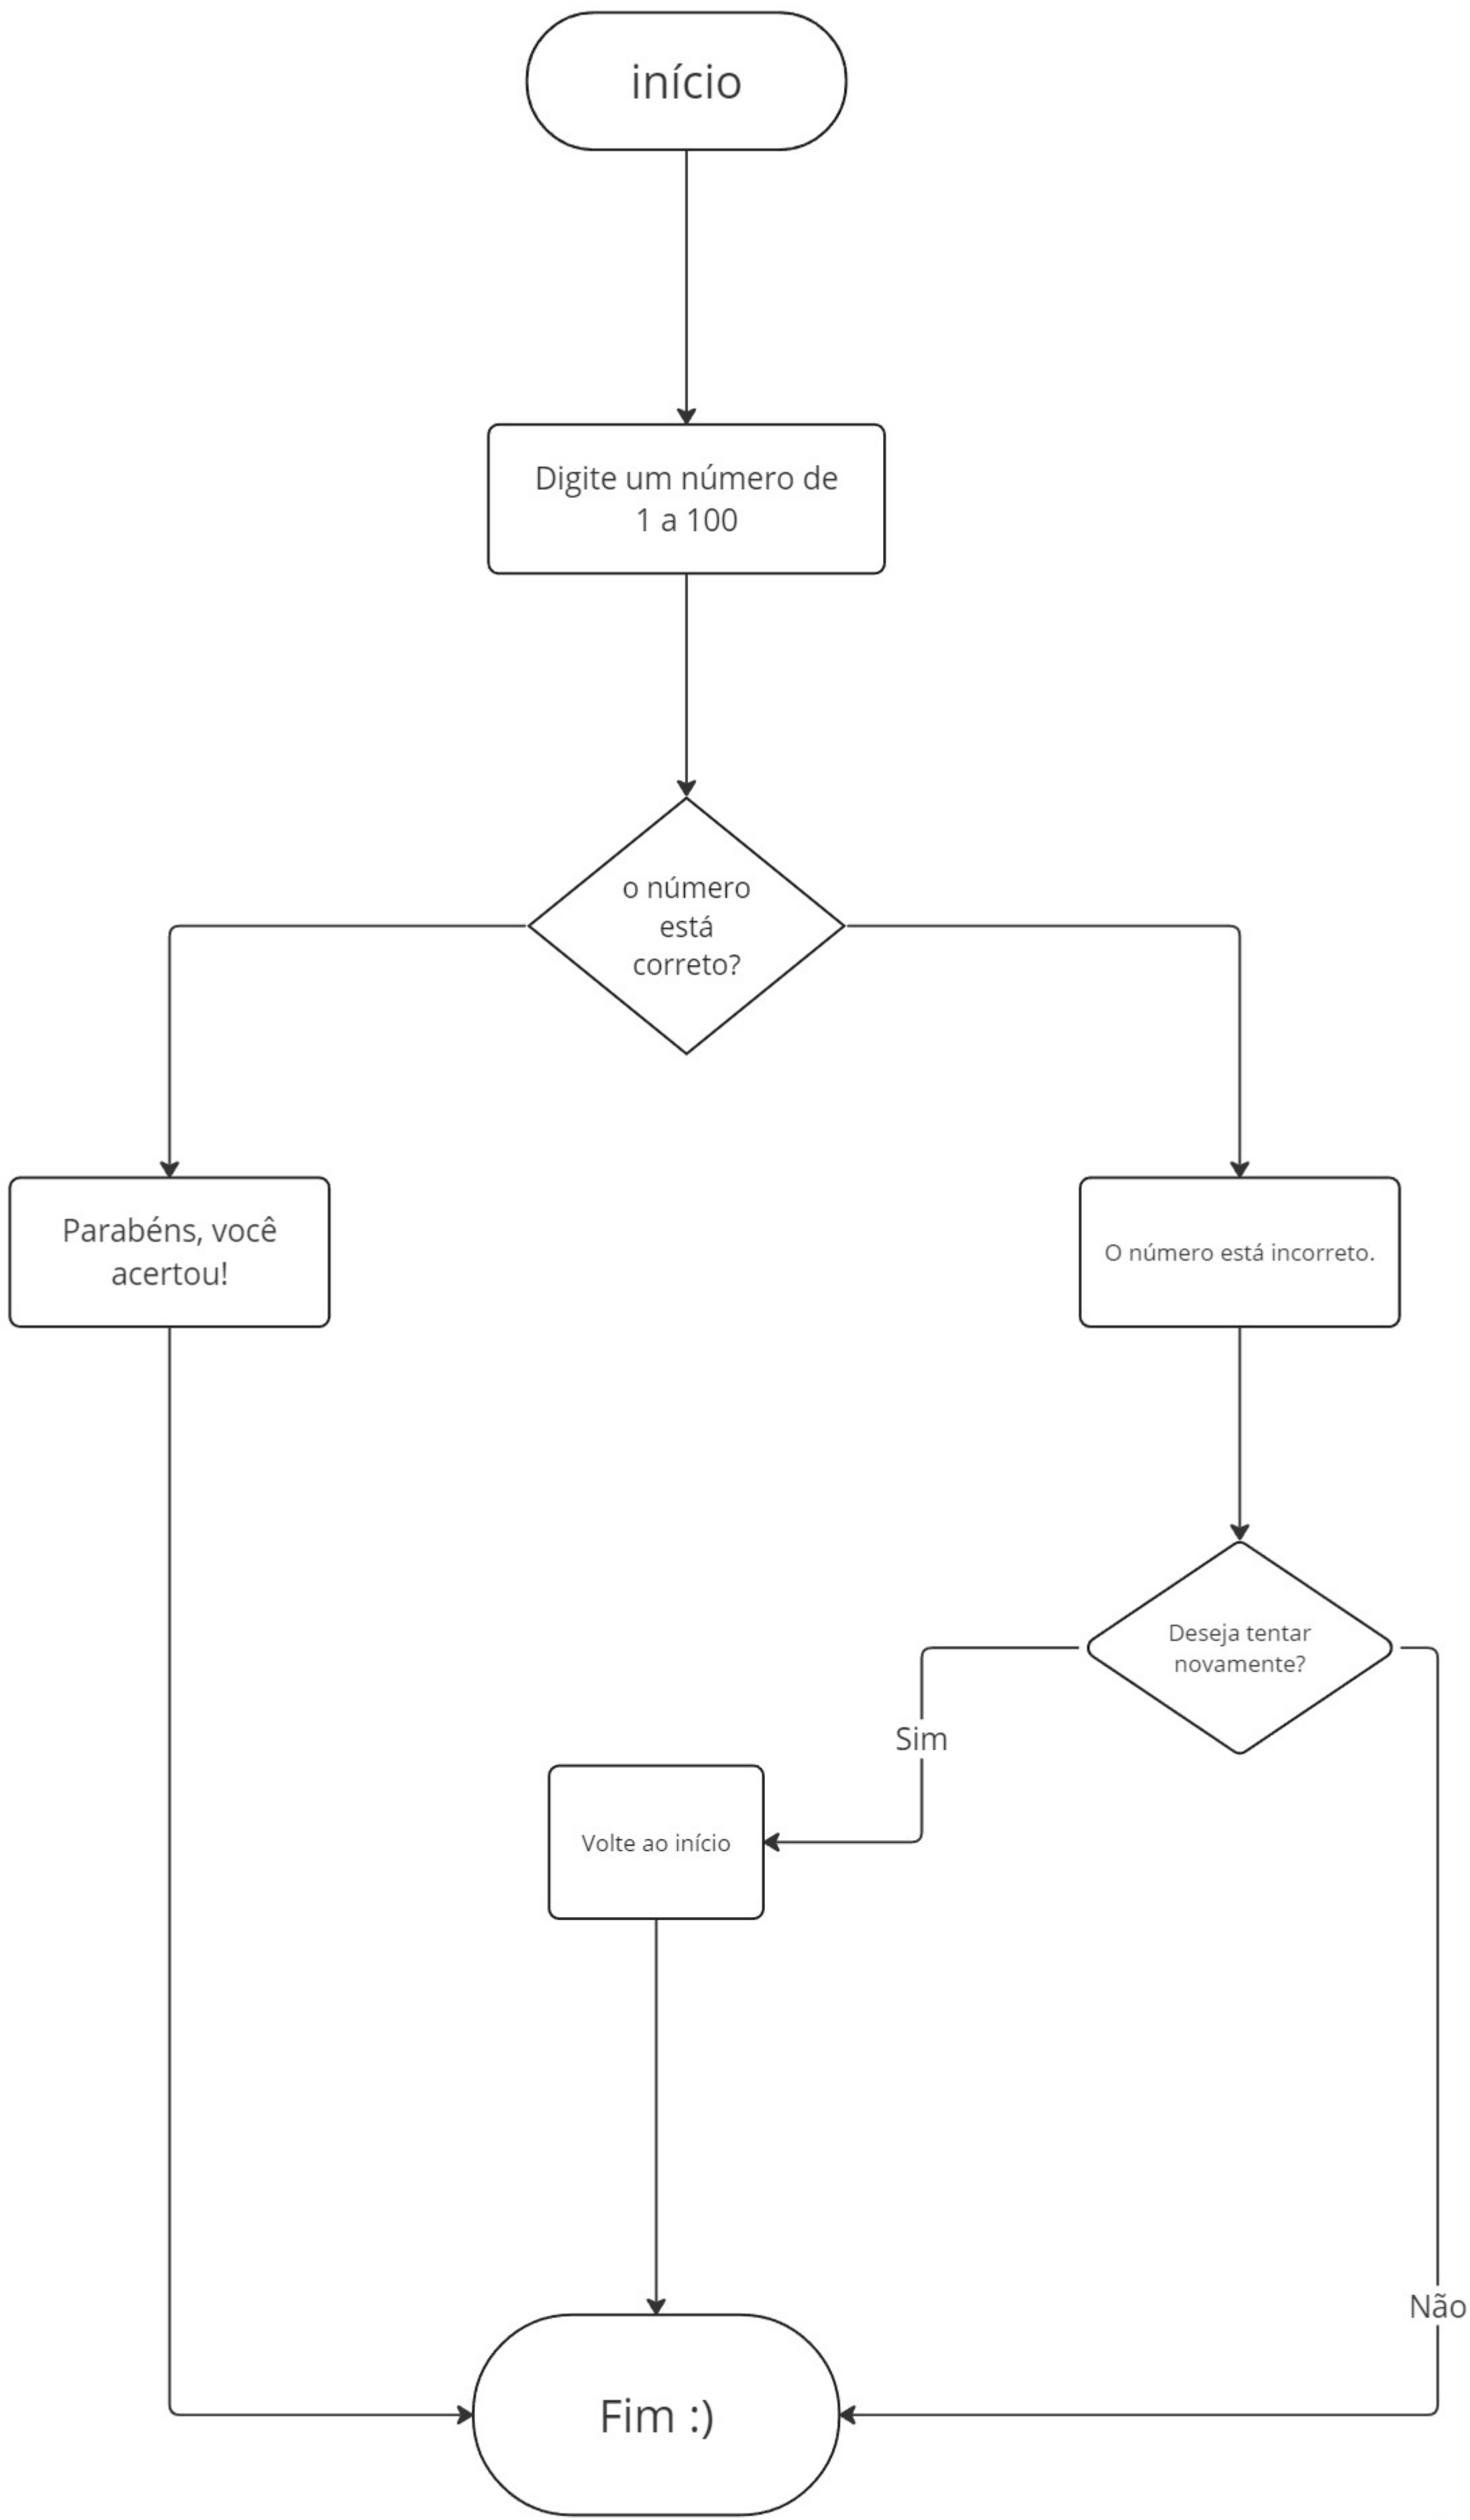 início
Digite um número de
1 a 100
o número
está
correto?
Parabéns, você
acertou!
O número está incorreto.
Deseja tentar
novamente?
Sim
Volte ao início
Não
Fim :)